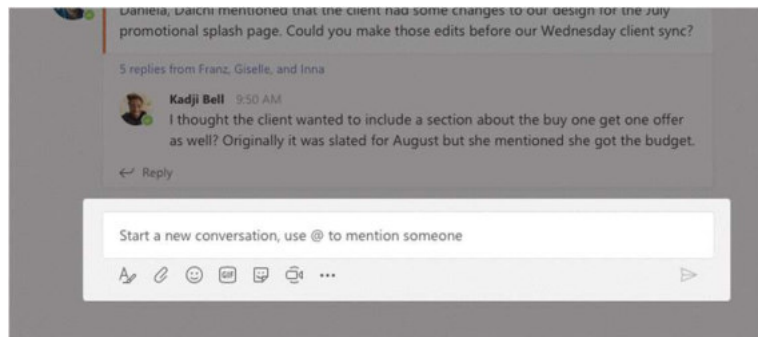 Daniela, Daichi mentioned that the client had some changes to our design for the July
promotional splash page. Could you make those edits before our Wednesday client sync?
5 replies from Franz, Giselle, and Inna
Kadji Bell 9:50 AM
I thought the client wanted to include a section about the buy one get one offer
as well? Originally it was slated for August but she mentioned she got the budget.
Reply
Start a new conversation, use @ to mention someone
GIF